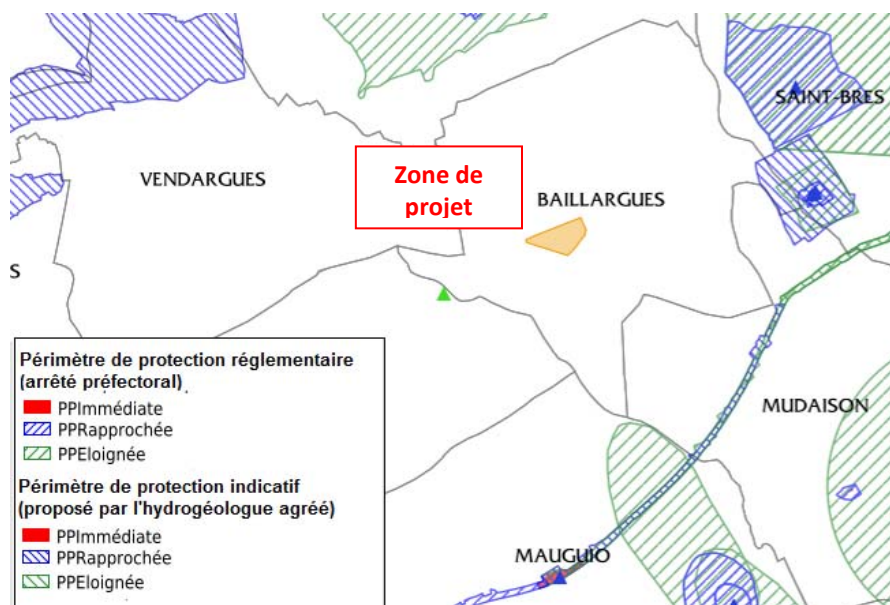 SAINT-BRES
VENDARGUES
Zone de
projet
BAILLARGUES
S
Périmètre de protection réglementaire
(arrêté préfectoral)
PPImmédiate
PPRapprochée
PPEloignée
Périmètre de protection indicatif
(proposé par l'hydrogéologue agréé)
PPImmédiate
PPRapprochée
PPEloignée
MUDAISON
MAUGUIO